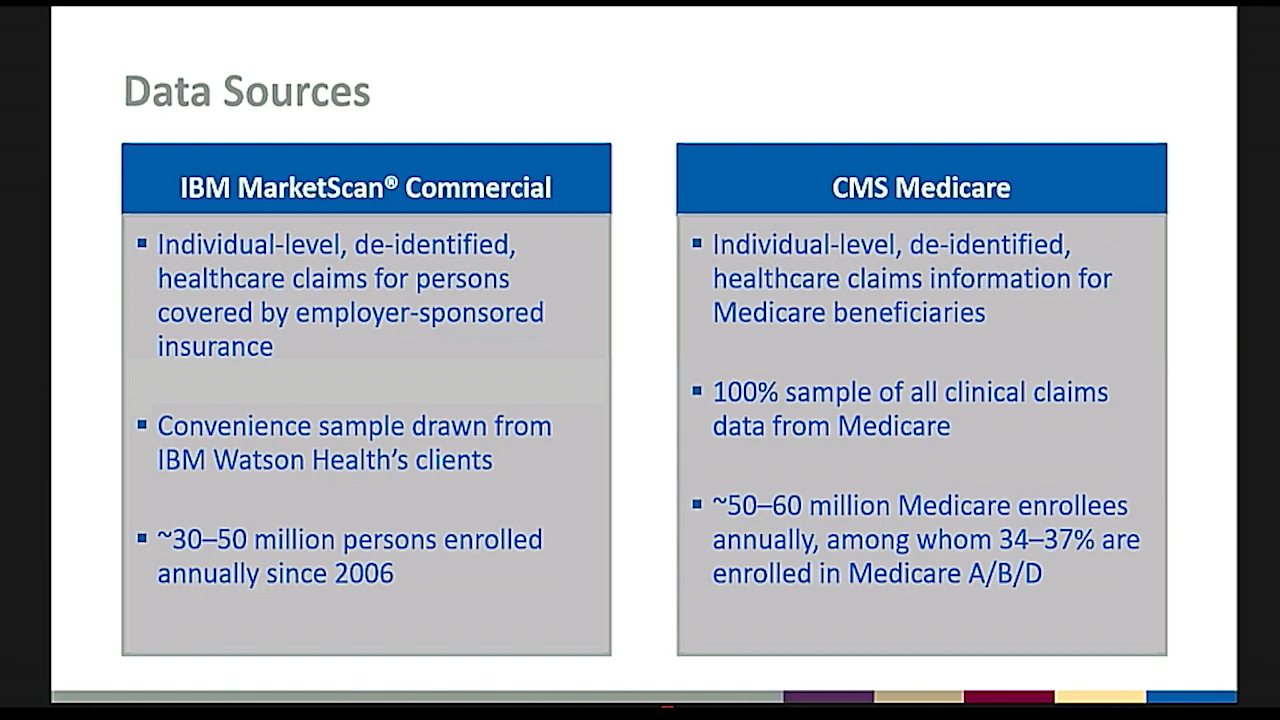 Data Sources
IBM MarketScan® Commercial
▪ Individual-level, de-identified,
healthcare claims for persons
covered by employer-sponsored
insurance
▪ Convenience sample drawn from
IBM Watson Health’s clients
▪ ~30–50 million persons enrolled
annually since 2006
CMS Medicare
▪ Individual-level, de-identified,
healthcare claims information for
Medicare beneficiaries
▪ 100% sample of all clinical claims
data from Medicare
▪ ~50–60 million Medicare enrollees
annually, among whom 34–37% are
enrolled in Medicare A/B/D